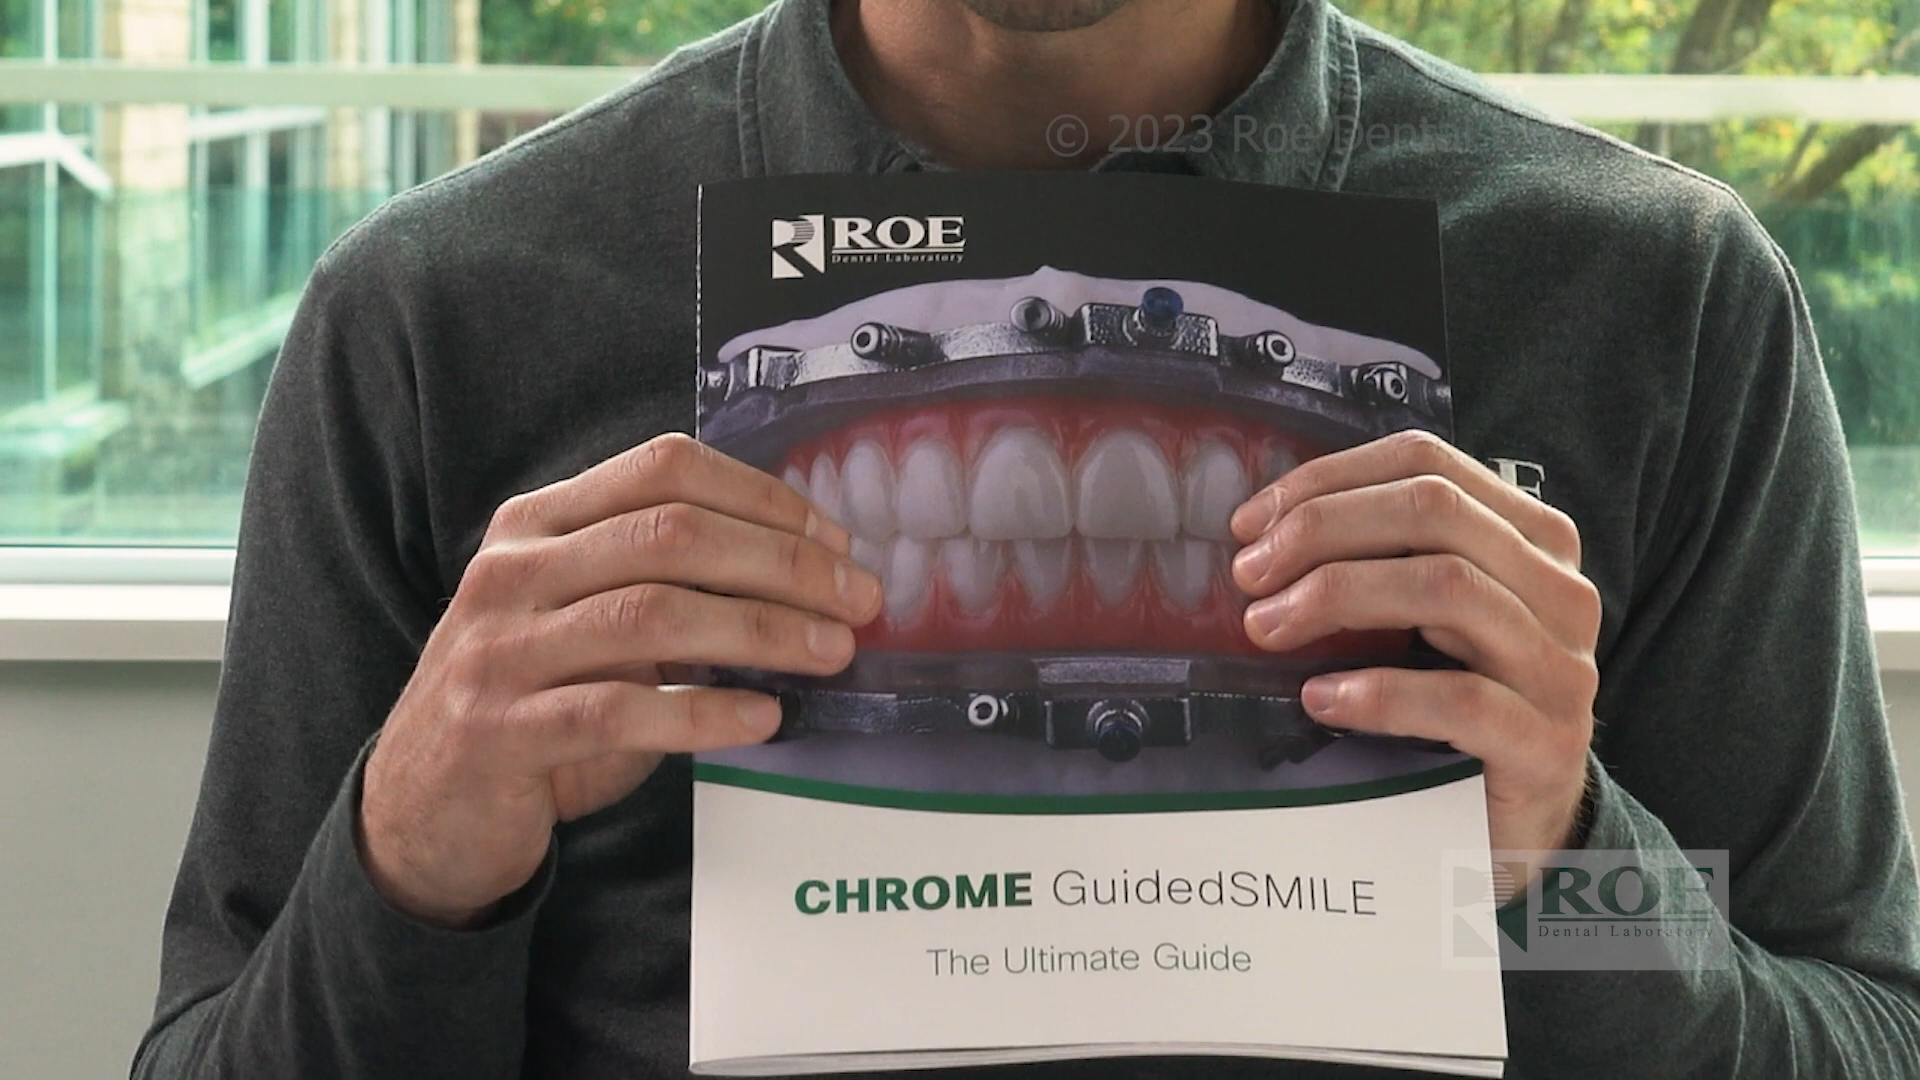 © 2023 Roe Dental
ROE
Dental Laboratory
CHROME GuidedSMILE
The Ultimate Guide
ROE
Dental Laboratory